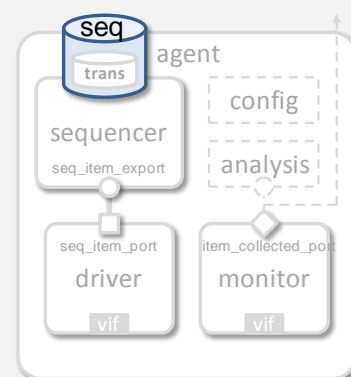 seq
trans
agent
config
sequencer
seq_item_export
analysis
seq_item_port
item_collected_port
driver
monitor
vif
vif